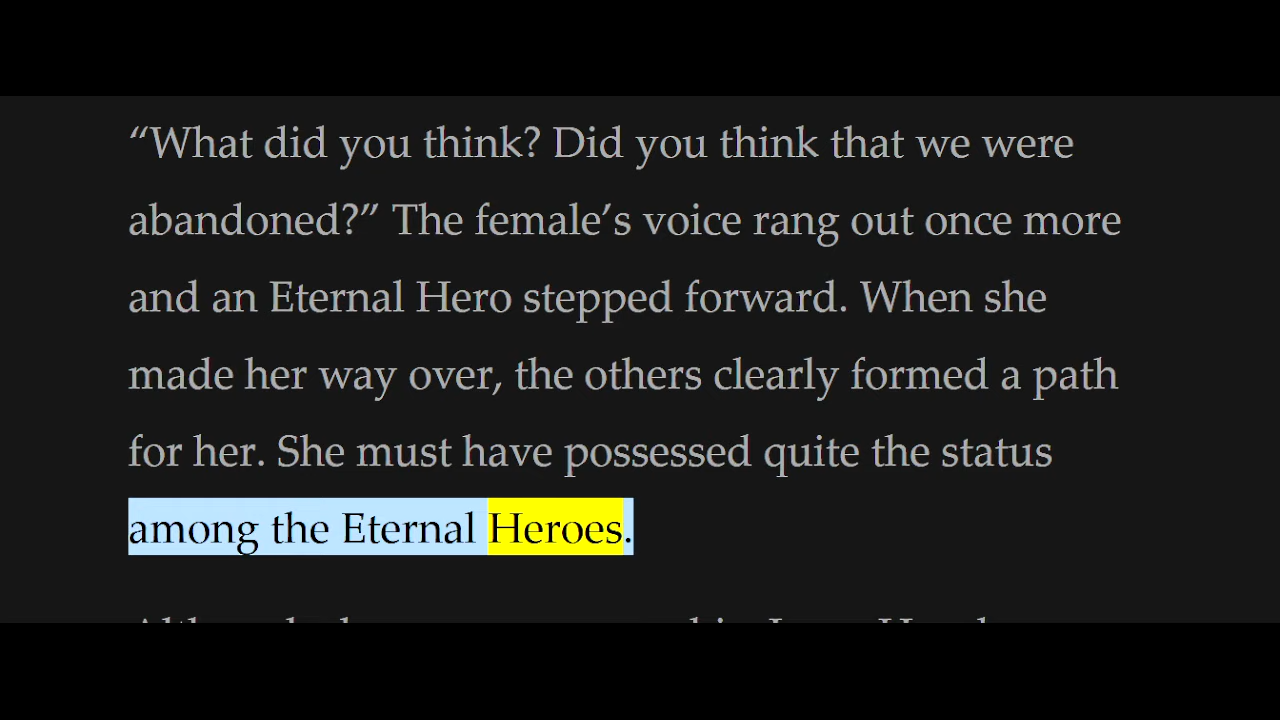 “What did you think? Did you think that we were
abandoned?” The female’s voice rang out once more
and an Eternal Hero stepped forward. When she
made her way over, the others clearly formed a path
for her. She must have possessed quite the status
among the Eternal Heroes.